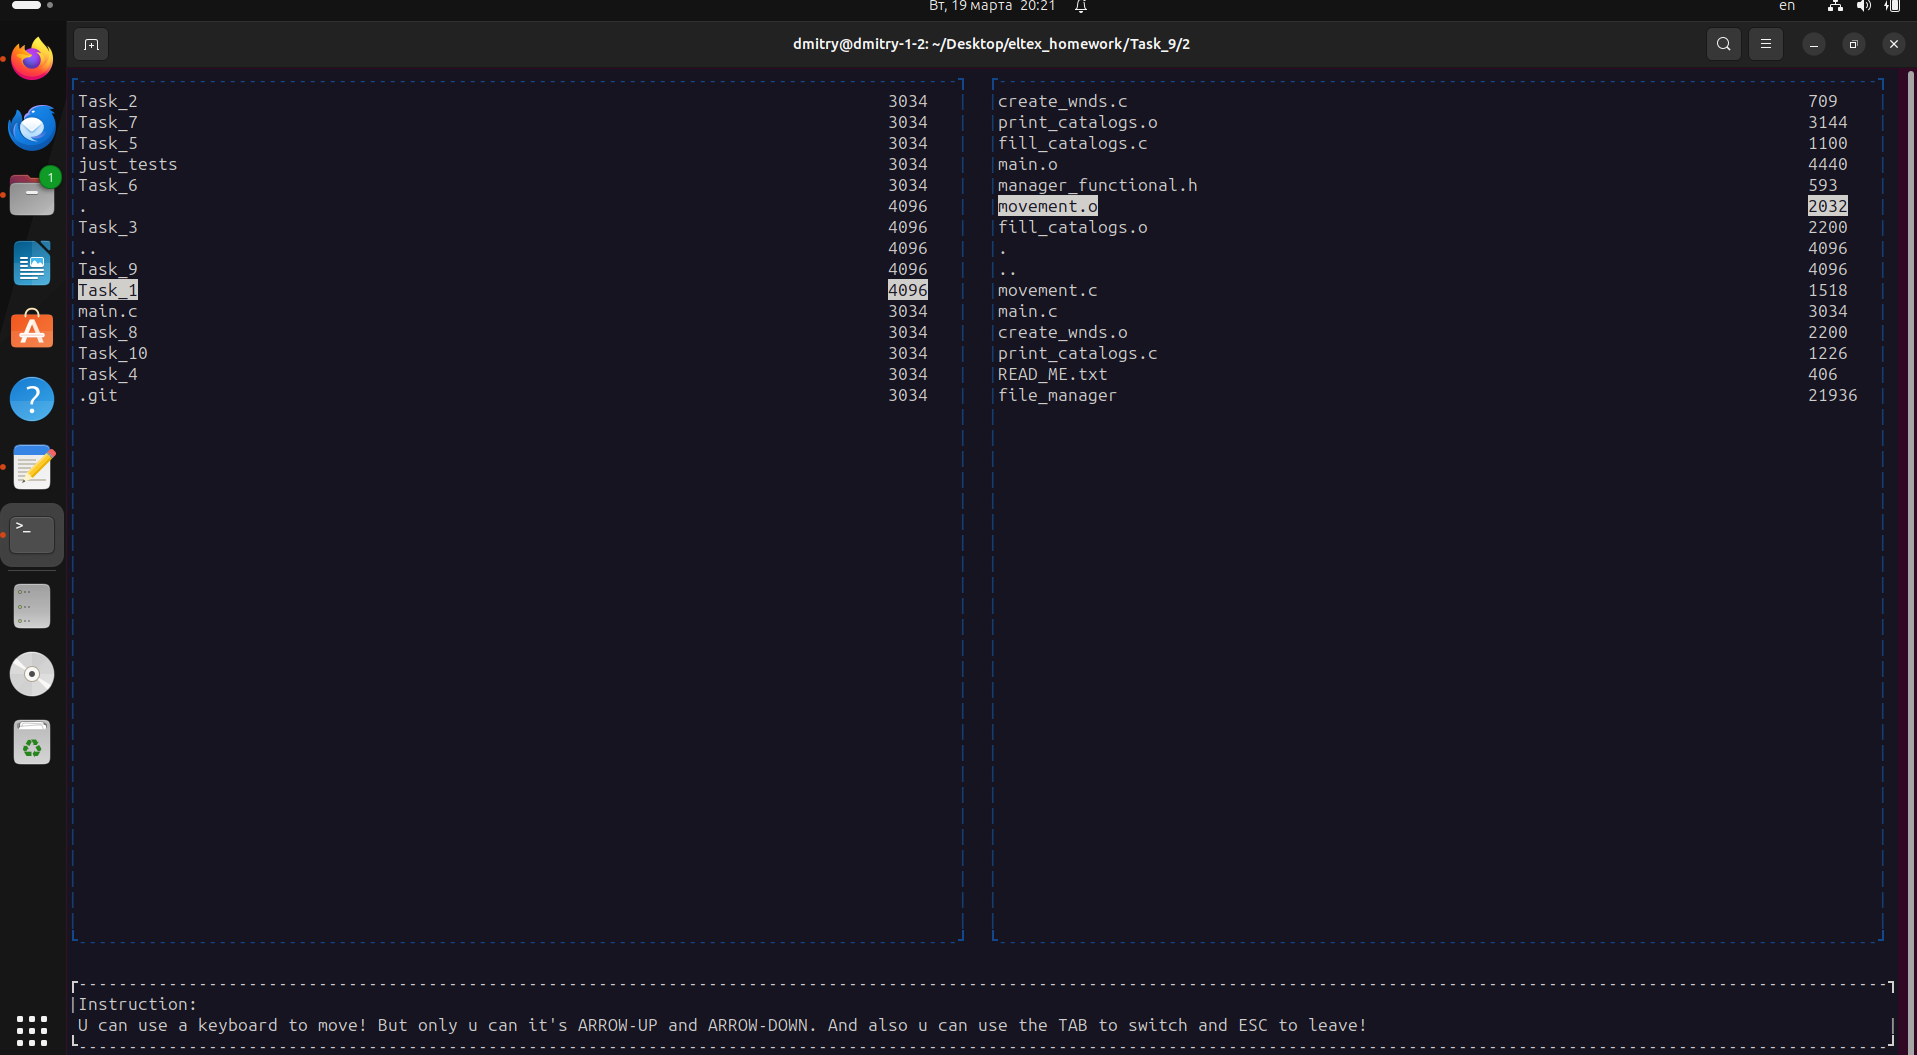 Вт, 19 марта 20:21
en
dmitry@dmitry-1-2: ~/Desktop/eltex_homework/Task_9/2
1
Task_2 3034
Task_7 3034
Task_5 3034
just_tests 3034
Task_6 3034
. 4096
Task_3 4096
.. 4096
Task_9 4096
Task_1 4096
main.c 3034
Task_8 3034
Task_10 3034
Task_4 3034
.git 3034
create_wnds.c 709
print_catalogs.o 3144
fill_catalogs.c 1100
main.o 4440
manager_functional.h 593
movement.o 2032
fill_catalogs.o 2200
. 4096
.. 4096
movement.c 1518
main.c 3034
create_wnds.o 2200
print_catalogs.c 1226
READ_ME.txt 406
file_manager 21936
Instruction:
U can use a keyboard to move! But only u can it's ARROW-UP and ARROW-DOWN. And also u can use the TAB to switch and ESC to leave!